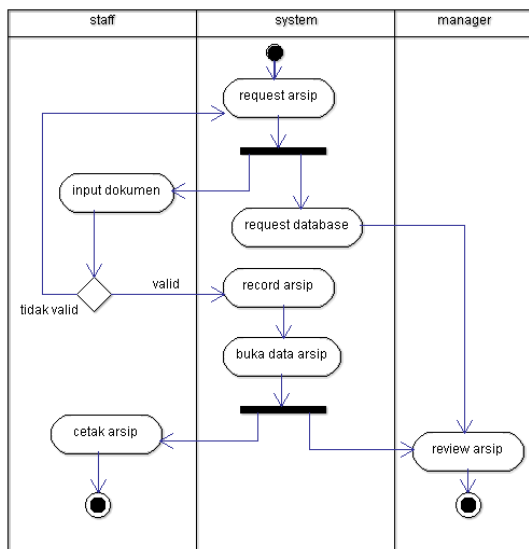 staff
system
manager
request arsip
input dokumen
request database
tidak valid
valid
record arsip
buka data arsip
cetak arsip
review arsip